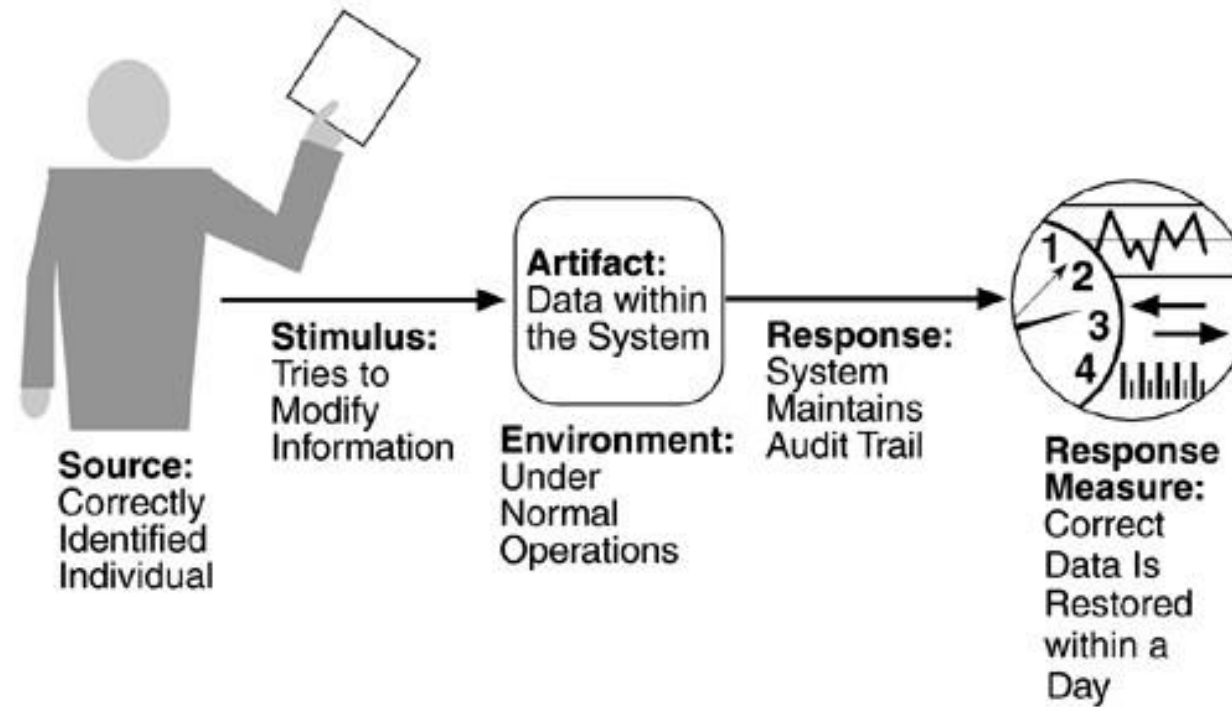 Source:
Correctly
Identified
Individual
Stimulus:
Tries to
Modify
Information
Artifact:
Data within
the System
Environment:
Under
Normal
Operations
Response:
System
Maintains
Audit Trail
1
2
3
4
Response
Measure:
Correct
Data Is
Restored
within a
Day